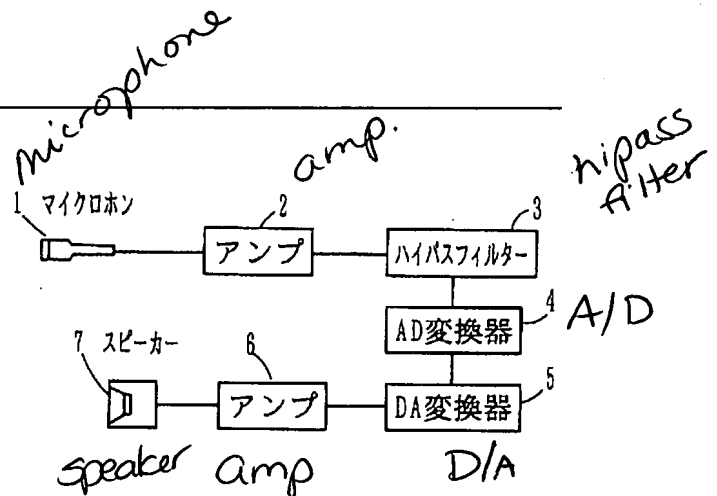 microphone
amp.
hipass
filter
1 マイクロホン
2
3
アンプ
ハイパスフィルター
4
AD変換器
A/D
7 スピーカー
6
5
アンプ
DA変換器
speaker
amp
D/A